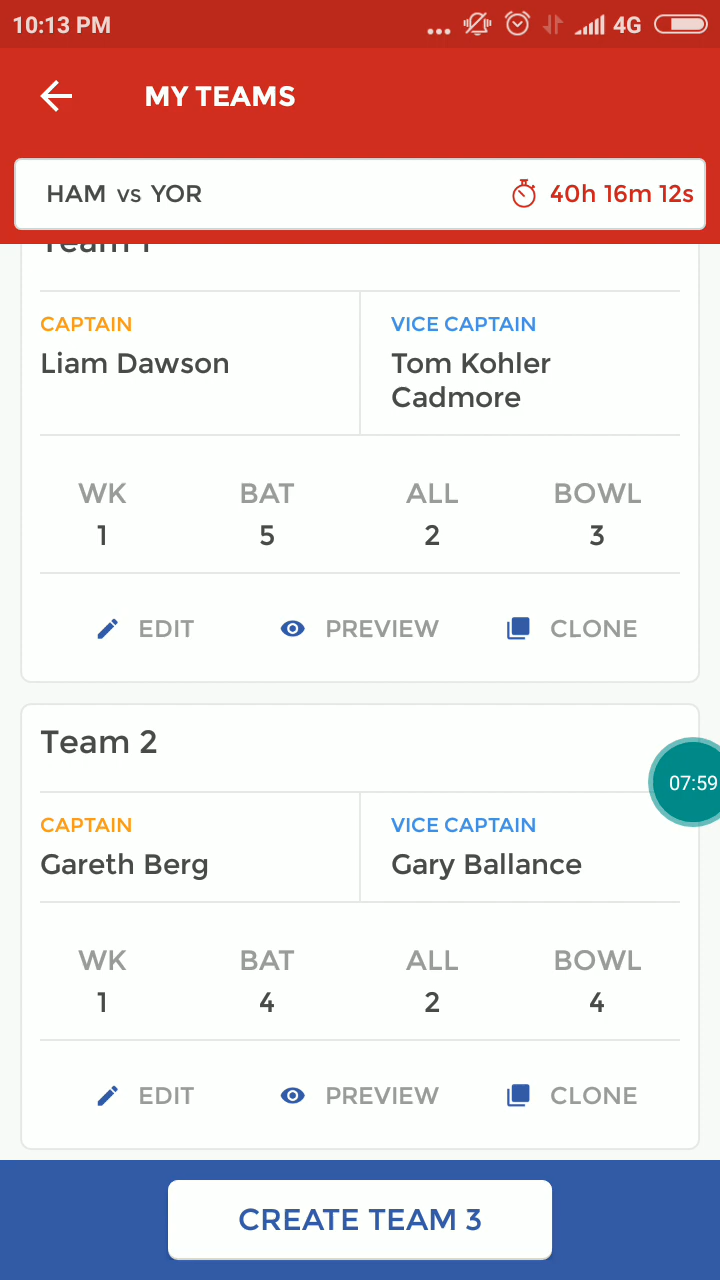 10:13 PM
4G
MY TEAMS
HAM vs YOR
40h 16m 12s
Team 1
CAPTAIN
VICE CAPTAIN
Liam Dawson
Tom Kohler
Cadmore
WK BAT ALL BOWL
1 5 2 3
EDIT PREVIEW CLONE
Team 2
07:59
CAPTAIN
VICE CAPTAIN
Gareth Berg
Gary Ballance
WK BAT ALL BOWL
1 4 2 4
EDIT PREVIEW CLONE
CREATE TEAM 3